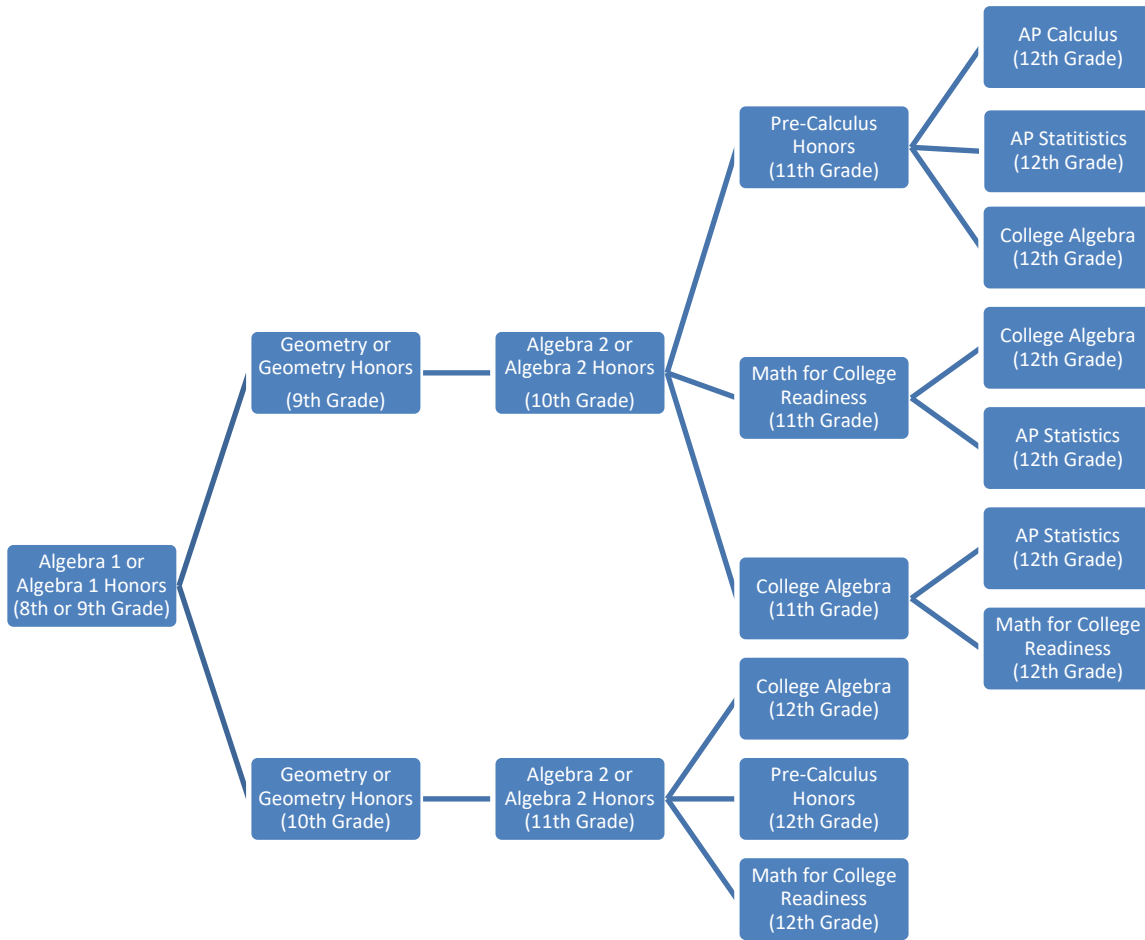 AP Calculus
(12th Grade)
Pre-Calculus
Honors
(11th Grade)
AP Statitistics
(12th Grade)
College Algebra
(12th Grade)
Geometry or
Geometry Honors
(9th Grade)
Algebra 2 or
Algebra 2 Honors
(10th Grade)
Math for College
Readiness
(11th Grade)
College Algebra
(12th Grade)
AP Statistics
(12th Grade)
Algebra 1 or
Algebra 1 Honors
(8th or 9th Grade)
College Algebra
(11th Grade)
AP Statistics
(12th Grade)
Math for College
Readiness
(12th Grade)
College Algebra
(12th Grade)
Geometry or
Geometry Honors
(10th Grade)
Algebra 2 or
Algebra 2 Honors
(11th Grade)
Pre-Calculus
Honors
(12th Grade)
Math for College
Readiness
(12th Grade)